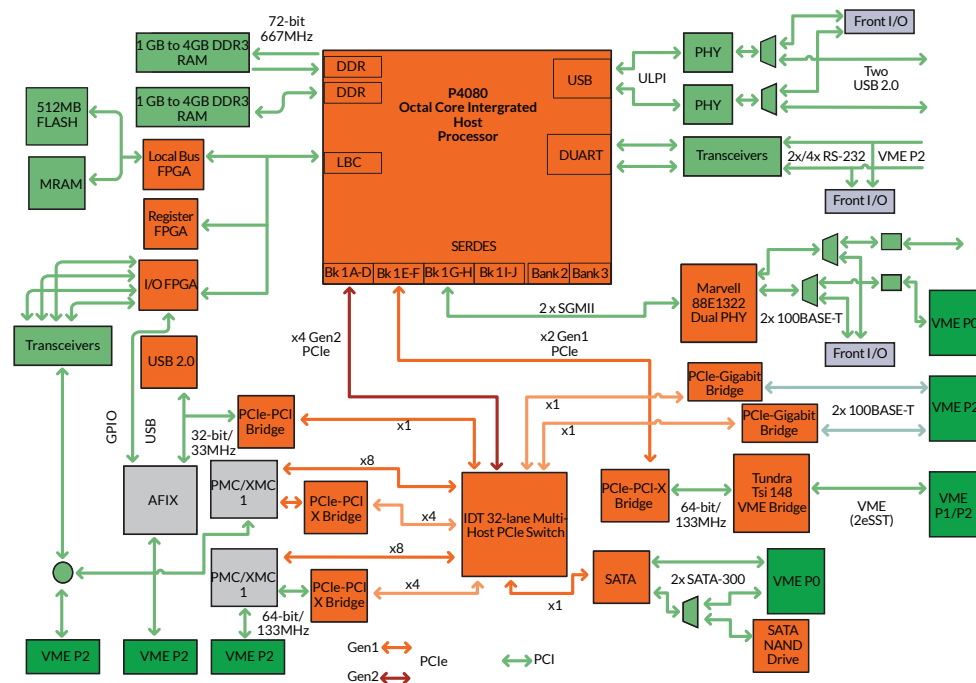 72-bit
667MHz
1 GB to 4GB DDR3
RAM
1 GB to 4GB DDR3
RAM
512MB
FLASH
MRAM
Local Bus
FPGA
Register
FPGA
I/O FPGA
Transceivers
USB 2.0
DDR
DDR
LBC
P4080
Octal Core Intergrated
Host
Processor
USB
DUART
SERDES
Bk 1A-D
Bk 1E-F
Bk1G-H
Bk1I-J
Bank2
Bank3
ULPI
PHY
PHY
Front I/O
Two
USB 2.0
Transceivers
2x/4x RS-232
VME P2
Front I/O
2 x SGMII
Marvell
88E1322
Dual PHY
2x 100BASE-T
Front I/O
VME P0
x4 Gen2
PCIe
x2 Gen1
PCIe
PCIe-Gigabit
Bridge
PCIe-Gigabit
Bridge
2x 100BASE-T
VME P2
x1
x1
x1
GPIO
USB
32-bit/
33MHz
PCIe-PCI
Bridge
AFIX
PMC/XMC
1
x8
PCIe-PCI
X Bridge
x4
IDT 32-lane Multi-
Host PCIe Switch
PCIe-PCI-X
Bridge
64-bit/
133MHz
Tundra
Tsi 148
VME Bridge
VME
(2eSST)
VME
P1/P2
PMC/XMC
1
x8
PCIe-PCI
X Bridge
x4
64-bit/
133MHz
x1
SATA
2x SATA-300
VME P0
SATA
NAND
Drive
VME P2
VME P2
VME P2
Gen1
Gen2
PCIe
PCI